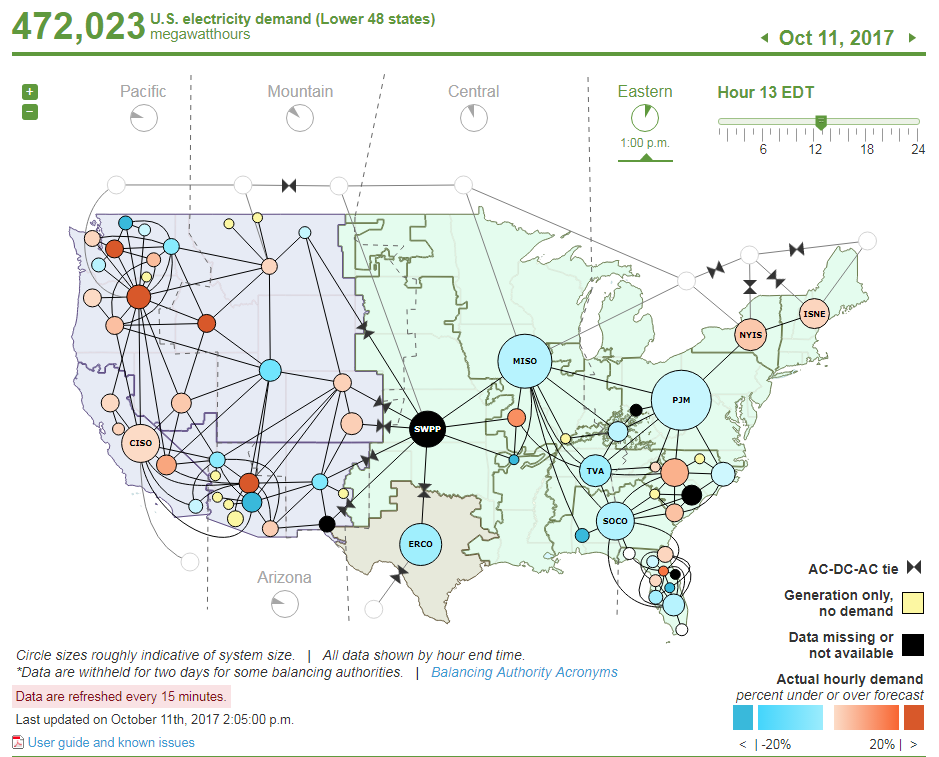 472,023 U.S. electricity demand (Lower 48 states)
megawatthours
Oct 11, 2017
+
−
Pacific
Mountain
Central
Eastern
1:00 p.m.
Hour 13 EDT
6 12 18 24
MISO
NYIS
ISNE
PJM
CISO
SWPP
TVA
SOCO
ERCO
Arizona
AC-DC-AC tie
Generation only,
no demand
Data missing or
not available
Actual hourly demand
percent under or over forecast
< | -20% 20% | >
Circle sizes roughly indicative of system size. | All data shown by hour end time.
*Data are withheld for two days for some balancing authorities. | Balancing Authority Acronyms
Data are refreshed every 15 minutes.
Last updated on October 11th, 2017 2:05:00 p.m.
User guide and known issues